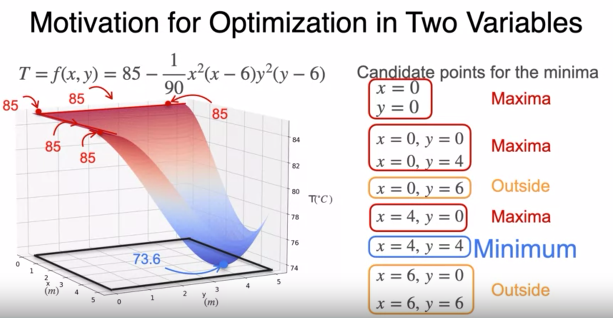 Motivation for Optimization in Two Variables
T = f(x, y) = 85 − \frac{1}{90}x²(x − 6)y²(y − 6)
Candidate points for the minima
x = 0
y = 0
Maxima
x = 0, y = 0
x = 0, y = 4
Maxima
x = 0, y = 6
Outside
x = 4, y = 0
Maxima
x = 4, y = 4
Minimum
x = 6, y = 0
x = 6, y = 6
Outside
85
85
85
85
85
73.6
84
82
80
78
76
74
T(°C)
0
1
2
3
4
5
x
(m)
0
1
2
3
4
5
y
(m)